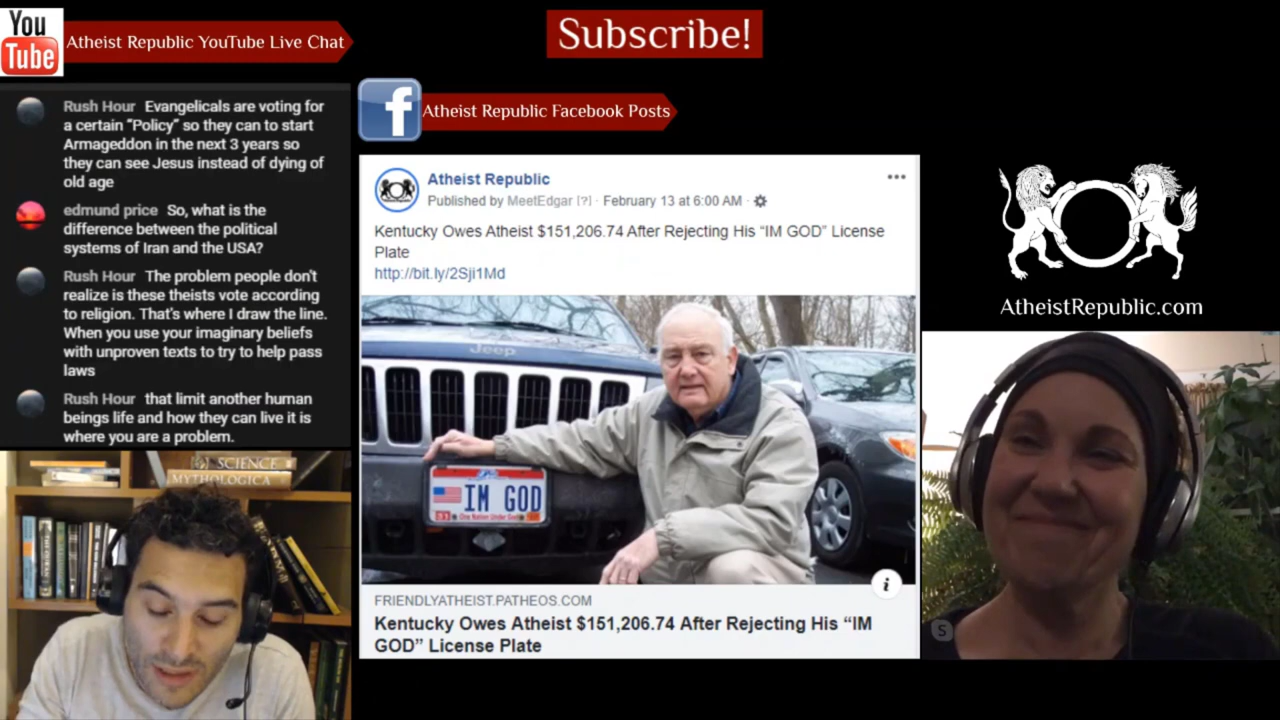 You
Tube
Atheist Republic YouTube Live Chat
Subscribe!
Rush Hour Evangelicals are voting for
a certain “Policy” so they can to start
Armageddon in the next 3 years so
they can see Jesus instead of dying of
old age
edmund price So, what is the
difference between the political
systems of Iran and the USA?
Rush Hour The problem people don't
realize is these theists vote according
to religion. That's where I draw the line.
When you use your imaginary beliefs
with unproven texts to try to help pass
laws
Rush Hour that limit another human
beings life and how they can live it is
where you are a problem.
f
Atheist Republic Facebook Posts
Atheist Republic
Published by MeetEdgar [?] · February 13 at 6:00 AM ·
Kentucky Owes Atheist $151,206.74 After Rejecting His “IM GOD” License
Plate
http://bit.ly/2Sji1Md
Jeep
IM GOD
One Nation Under God
i
FRIENDLYATHEIST.PATHEOS.COM
Kentucky Owes Atheist $151,206.74 After Rejecting His “IM
GOD” License Plate
AtheistRepublic.com
S
SCIENCE
MYTHOLOGICA